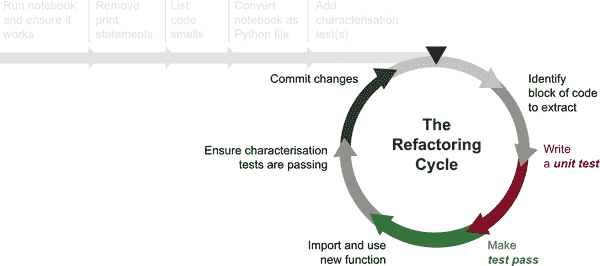 Run notebook
and ensure it
works
Remove
print
statements
List
code
smells
Convert
notebook as
Python file
Add
characterisation
test(s)
Commit changes
Identify
block of code
to extract
The
Refactoring
Cycle
Ensure characterisation
tests are passing
Write
a unit test
Import and use
new function
Make
test pass